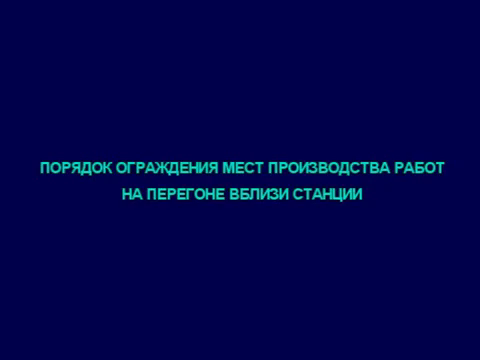 ПОРЯДОК ОГРАЖДЕНИЯ МЕСТ ПРОИЗВОДСТВА РАБОТ
НА ПЕРЕГОНЕ ВБЛИЗИ СТАНЦИИ